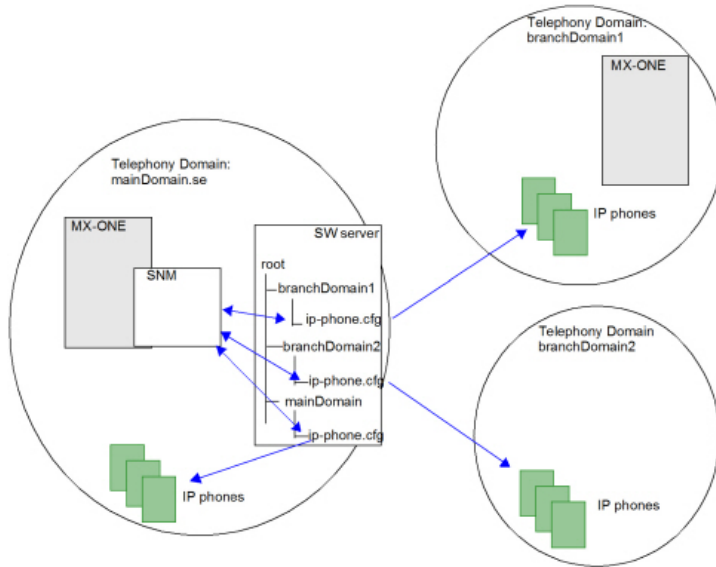 Telephony Domain:
branchDomain1
MX-ONE
IP phones
Telephony Domain:
mainDomain.se
MX-ONE
SNM
SW server
root
branchDomain1
ip-phone.cfg
branchDomain2
ip-phone.cfg
mainDomain
ip-phone.cfg
IP phones
Telephony Domain
branchDomain2
IP phones